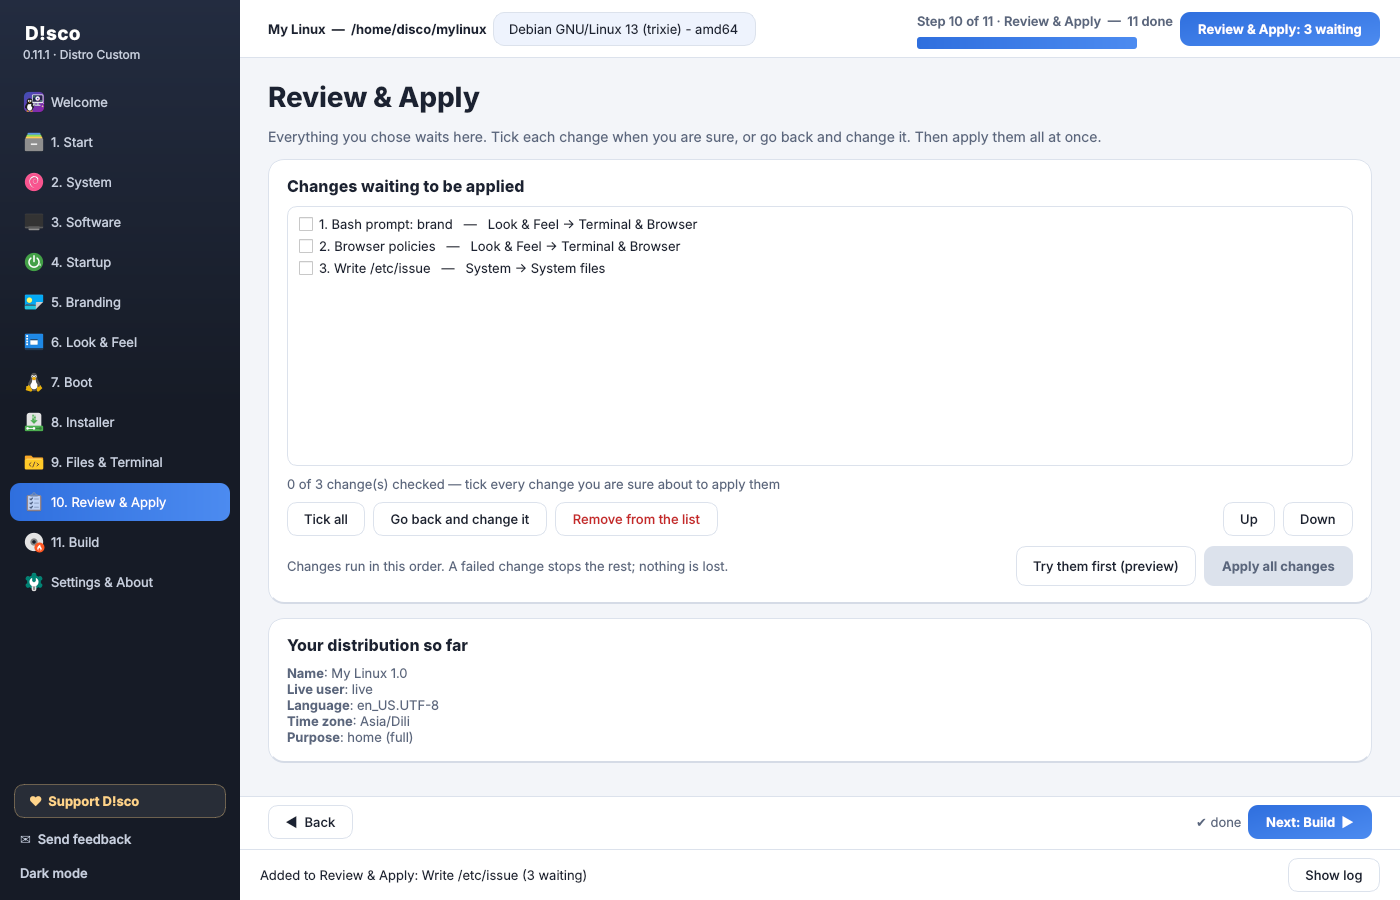 D!sco
0.11.1 · Distro Custom
Welcome
1. Start
2. System
3. Software
4. Startup
5. Branding
6. Look & Feel
7. Boot
8. Installer
9. Files & Terminal
10. Review & Apply
11. Build
Settings & About
♥ Support D!sco
✉ Send feedback
Dark mode
My Linux — /home/disco/mylinux
Debian GNU/Linux 13 (trixie) - amd64
Step 10 of 11 · Review & Apply — 11 done
Review & Apply: 3 waiting
Review & Apply
Everything you chose waits here. Tick each change when you are sure, or go back and change it. Then apply them all at once.
Changes waiting to be applied
1. Bash prompt: brand — Look & Feel → Terminal & Browser
2. Browser policies — Look & Feel → Terminal & Browser
3. Write /etc/issue — System → System files
0 of 3 change(s) checked — tick every change you are sure about to apply them
Tick all
Go back and change it
Remove from the list
Up
Down
Changes run in this order. A failed change stops the rest; nothing is lost.
Try them first (preview)
Apply all changes
Your distribution so far
Name: My Linux 1.0
Live user: live
Language: en_US.UTF-8
Time zone: Asia/Dili
Purpose: home (full)
◀ Back
✔ done
Next: Build ▶
Added to Review & Apply: Write /etc/issue (3 waiting)
Show log